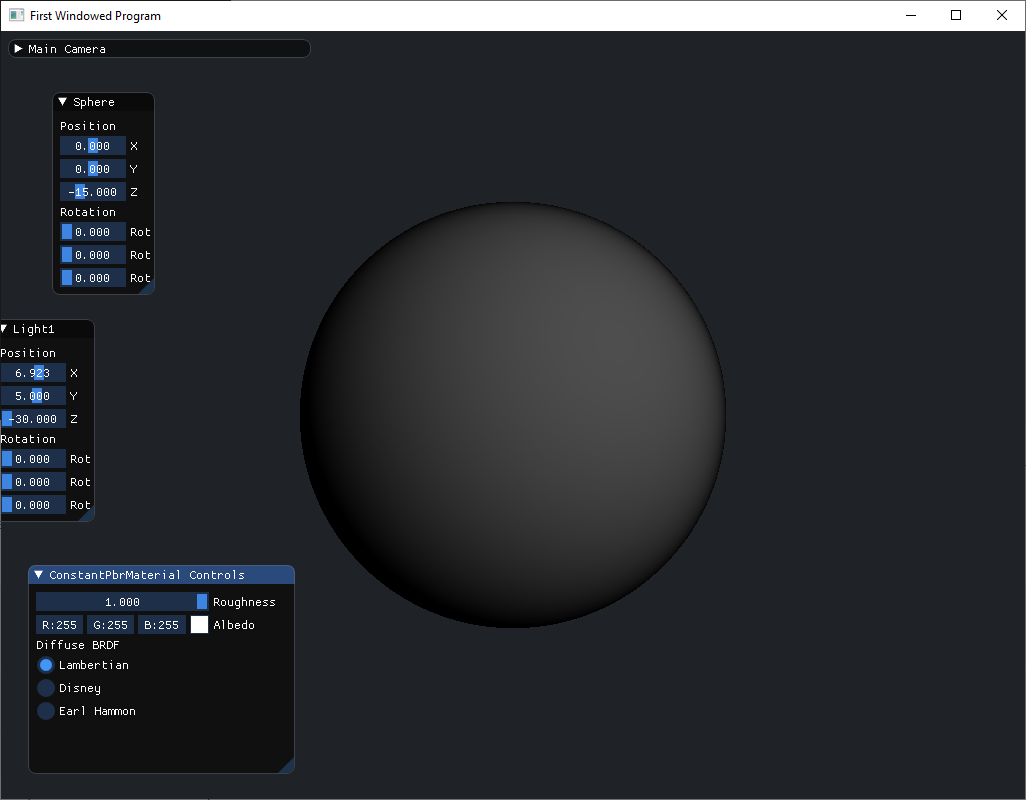 First Windowed Program
Main Camera
Sphere
Position
0.000 X
0.000 Y
-15.000 Z
Rotation
0.000 Rot
0.000 Rot
0.000 Rot
Light1
Position
6.923 X
5.000 Y
-30.000 Z
Rotation
0.000 Rot
0.000 Rot
0.000 Rot
ConstantPbrMaterial Controls
1.000 Roughness
R:255 G:255 B:255 Albedo
Diffuse BRDF
Lambertian
Disney
Earl Hammon